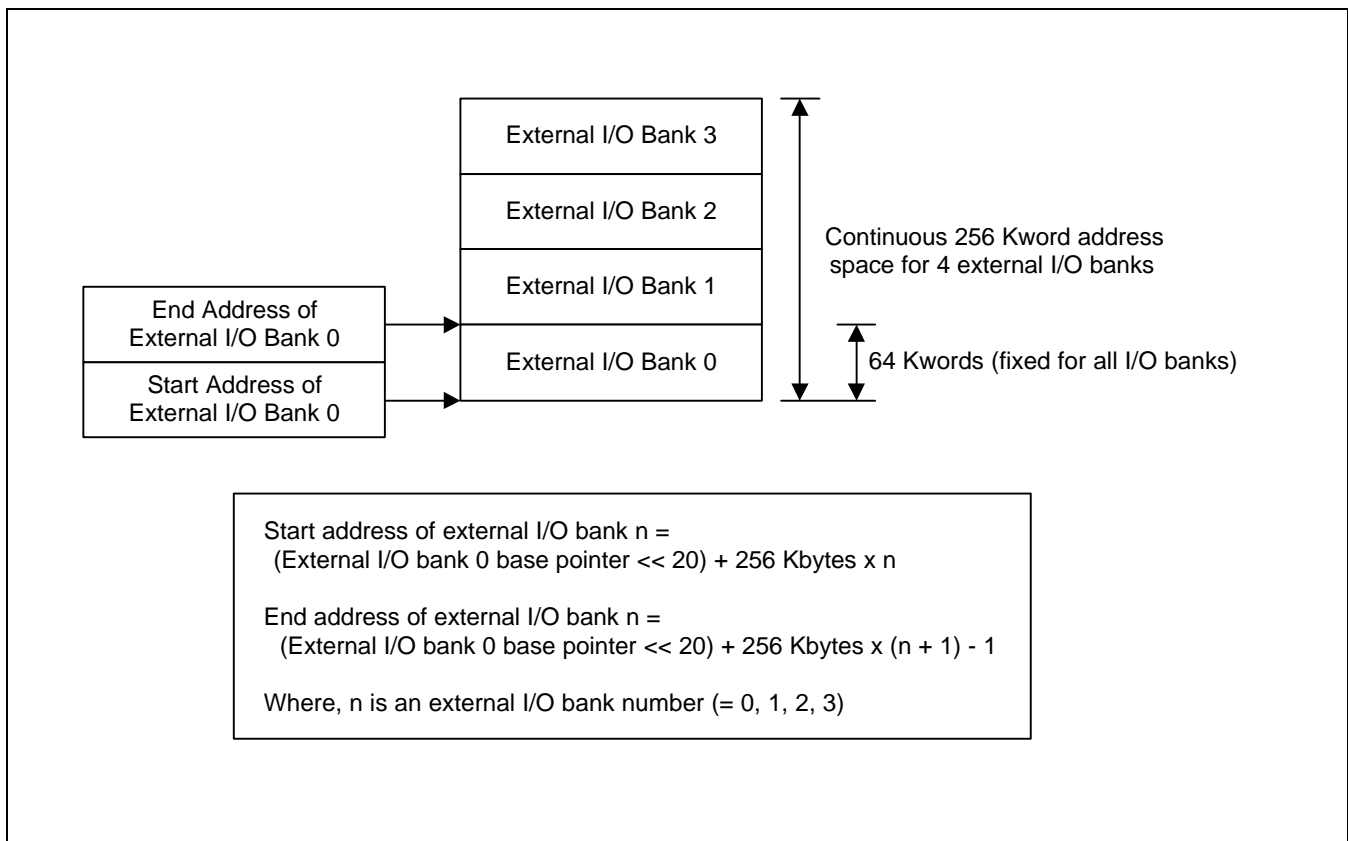 External I/O Bank 3
External I/O Bank 2
External I/O Bank 1
External I/O Bank 0
End Address of
External I/O Bank 0
Start Address of
External I/O Bank 0
Continuous 256 Kword address
space for 4 external I/O banks
64 Kwords (fixed for all I/O banks)
Start address of external I/O bank n =
(External I/O bank 0 base pointer << 20) + 256 Kbytes x n
End address of external I/O bank n =
(External I/O bank 0 base pointer << 20) + 256 Kbytes x (n + 1) - 1
Where, n is an external I/O bank number (= 0, 1, 2, 3)